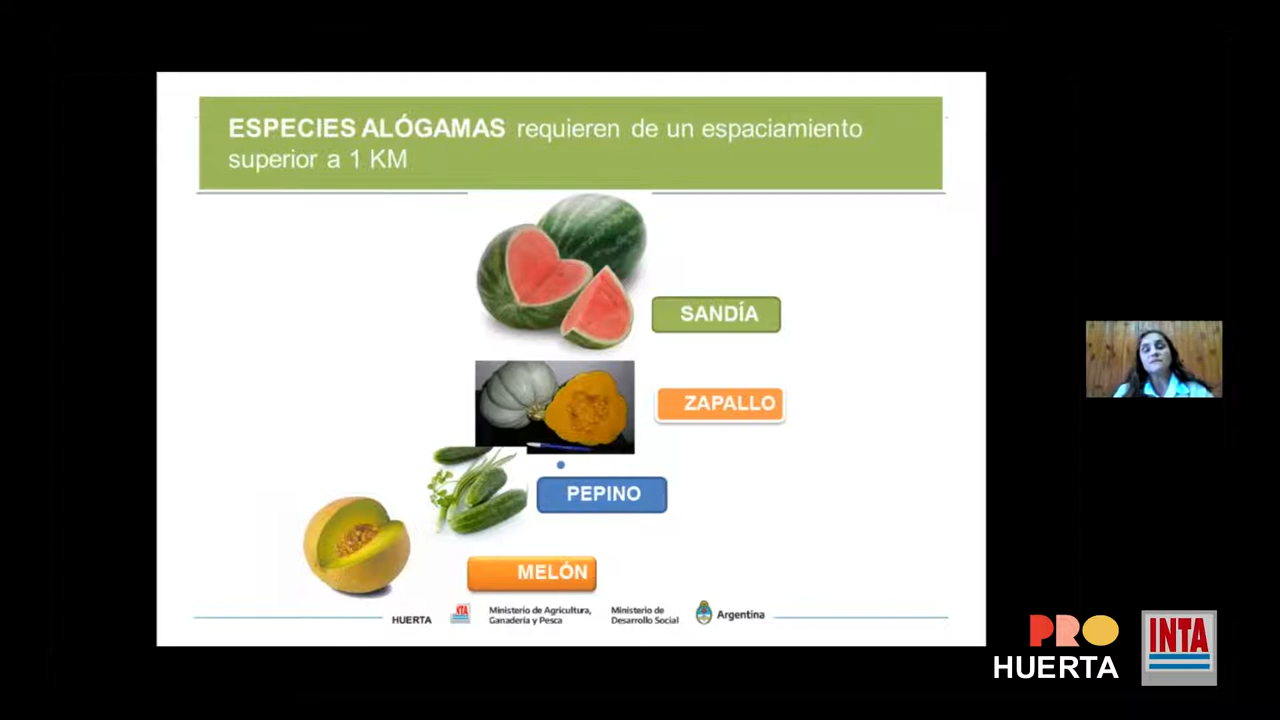 ESPECIES ALÓGAMAS requieren de un espaciamiento
superior a 1 KM
SANDÍA
ZAPALLO
PEPINO
MELÓN
HUERTA
INTA
Ministerio de Agricultura,
Ganadería y Pesca
Ministerio de
Desarrollo Social
Argentina
PRO
HUERTA
INTA